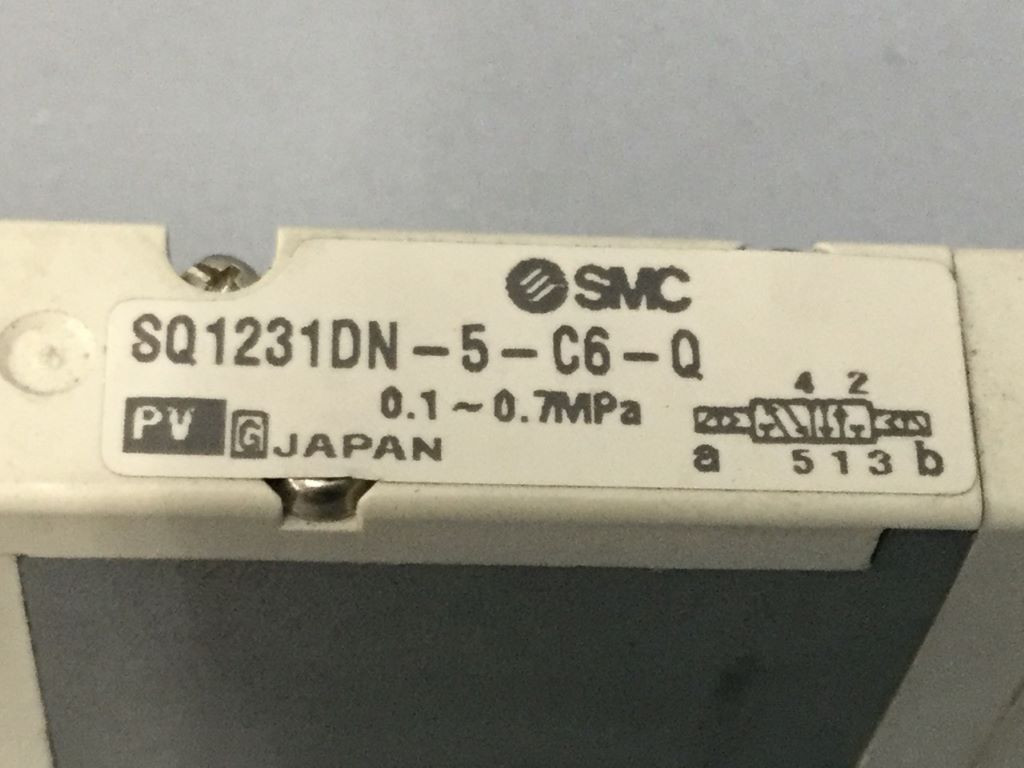 SMC
SQ1231DN-5-C6-Q
0.1~0.7MPa
PV G JAPAN
4 2
a 5 1 3 b